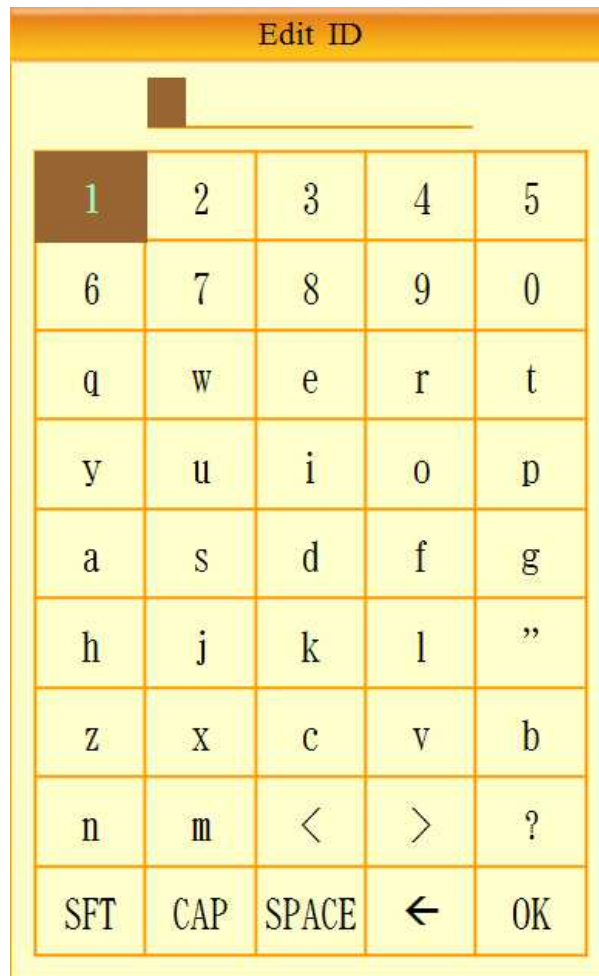 Edit ID
1 2 3 4 5
6 7 8 9 0
q w e r t
y u i o p
a s d f g
h j k l ”
z x c v b
n m < > ?
SFT CAP SPACE ← OK